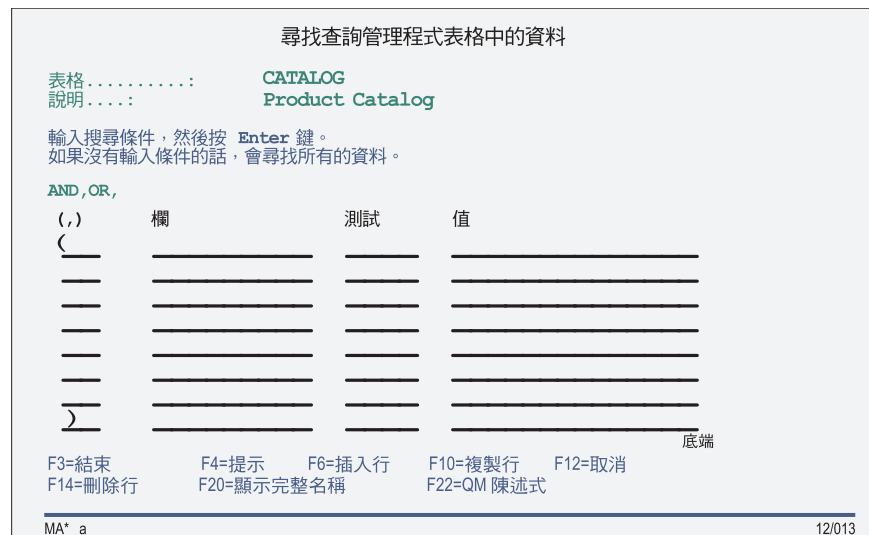 尋找查詢管理程式表格中的資料
表格..........: CATALOG
說明....: Product Catalog
輸入搜尋條件，然後按 Enter 鍵。
如果沒有輸入條件的話，會尋找所有的資料。
AND,OR,
(,) 欄 測試 值
(
)
底端
F3=結束 F4=提示 F6=插入行 F10=複製行 F12=取消
F14=刪除行 F20=顯示完整名稱 F22=QM 陳述式
MA* a 12/013